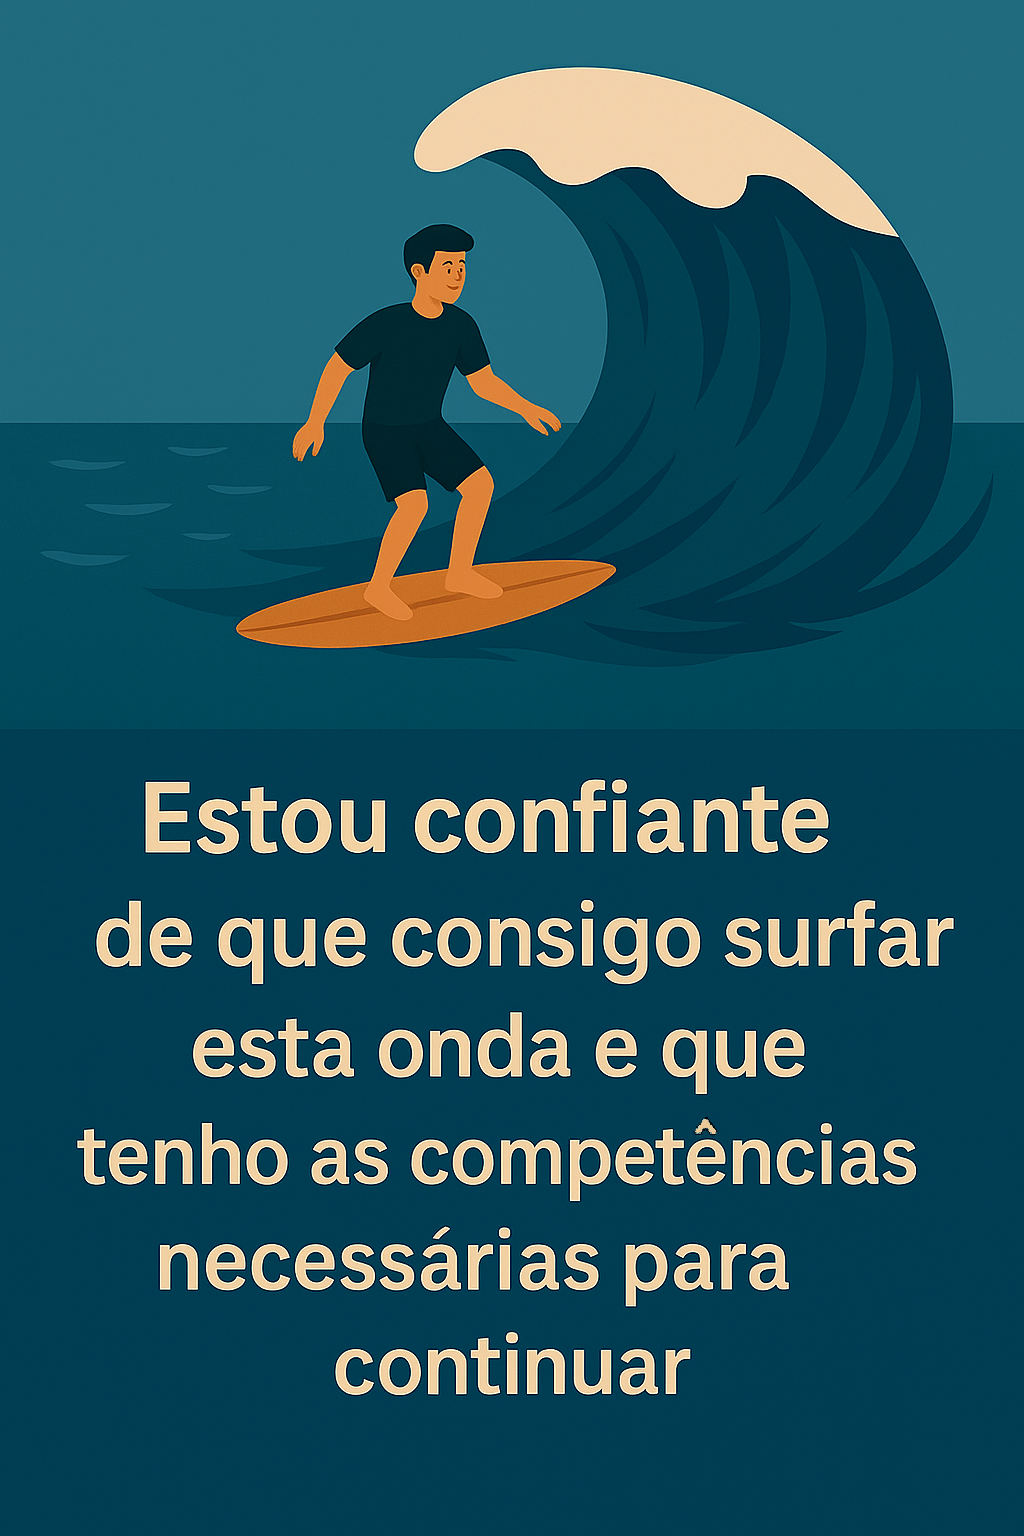 Estou confiante
de que consigo surfar
esta onda e que
tenho as competências
necessárias para
continuar